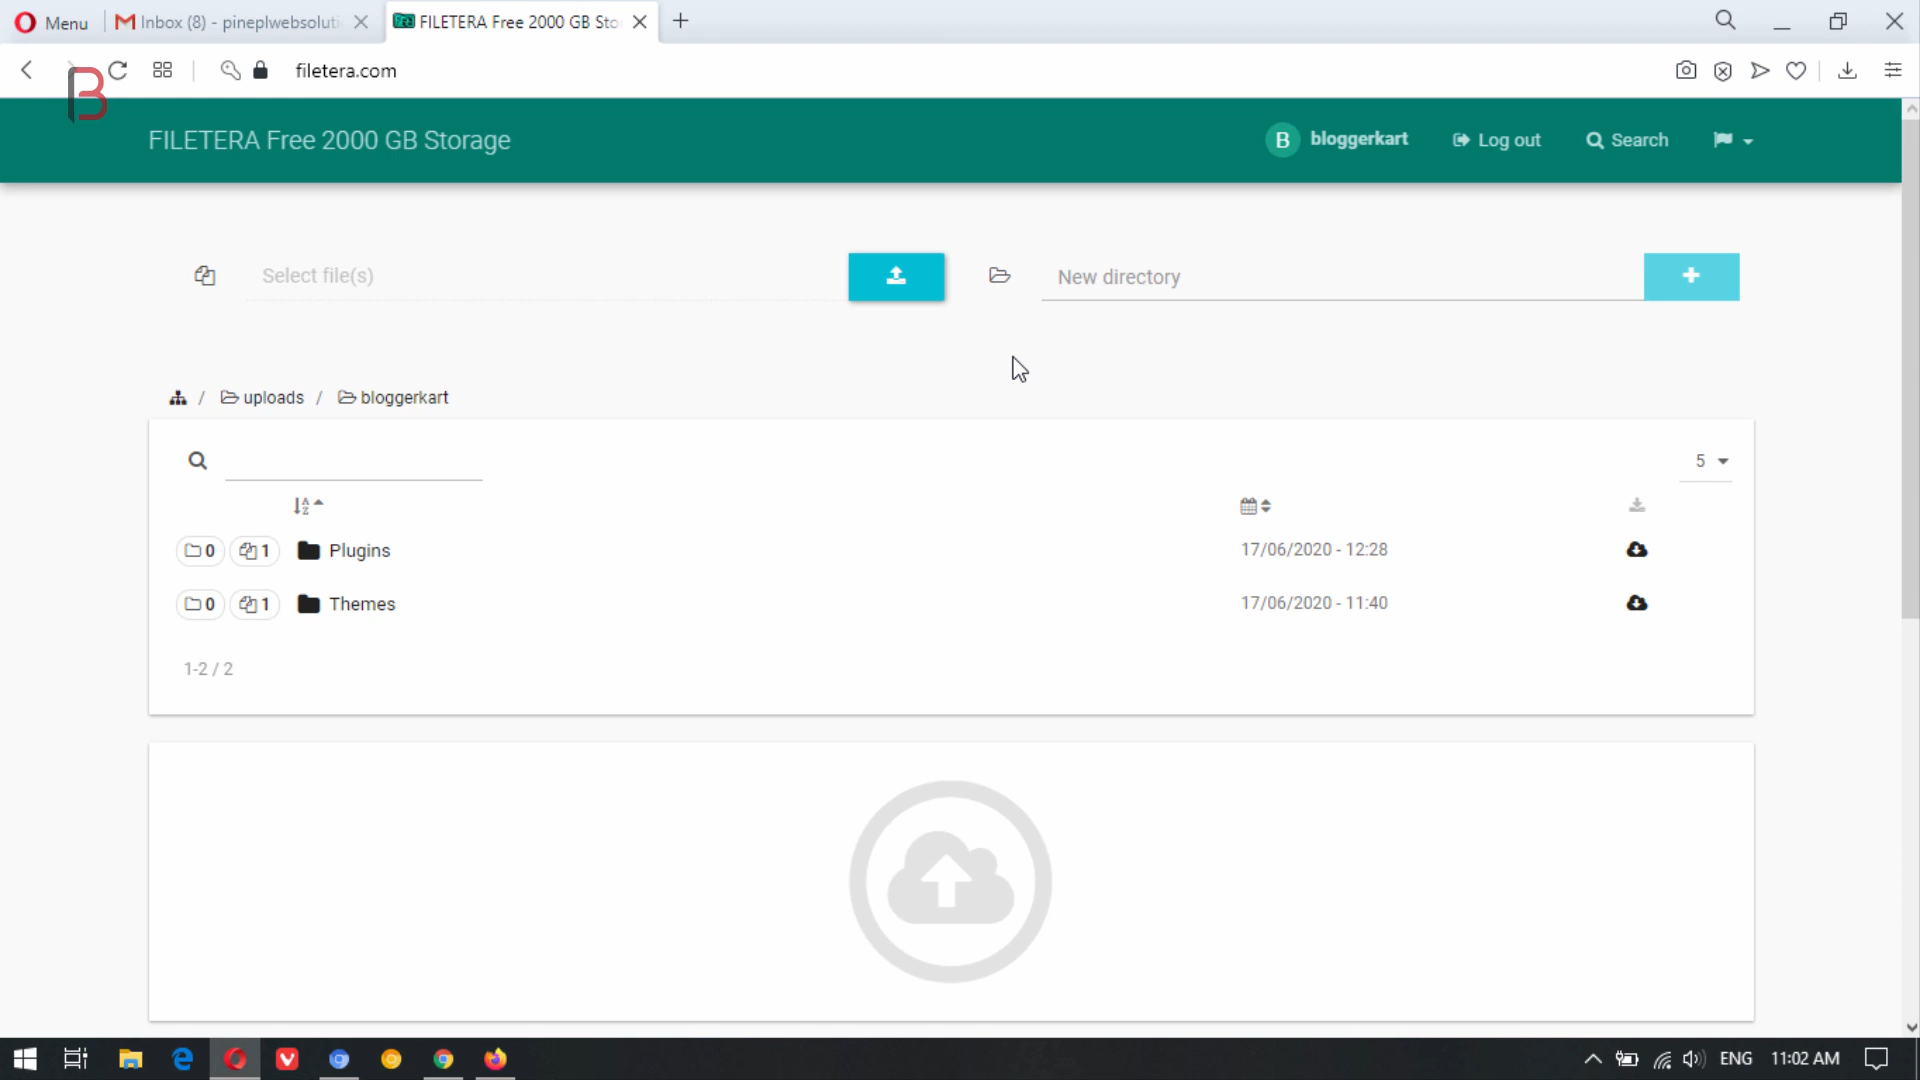 Menu
Inbox (8) - pineplwebsoluti
FILETERA Free 2000 GB Sto
filetera.com
FILETERA Free 2000 GB Storage
B bloggerkart
Log out
Search
Select file(s)
New directory
/ uploads / bloggerkart
5
0 1 Plugins 17/06/2020 - 12:28
0 1 Themes 17/06/2020 - 11:40
1-2 / 2
ENG 11:02 AM